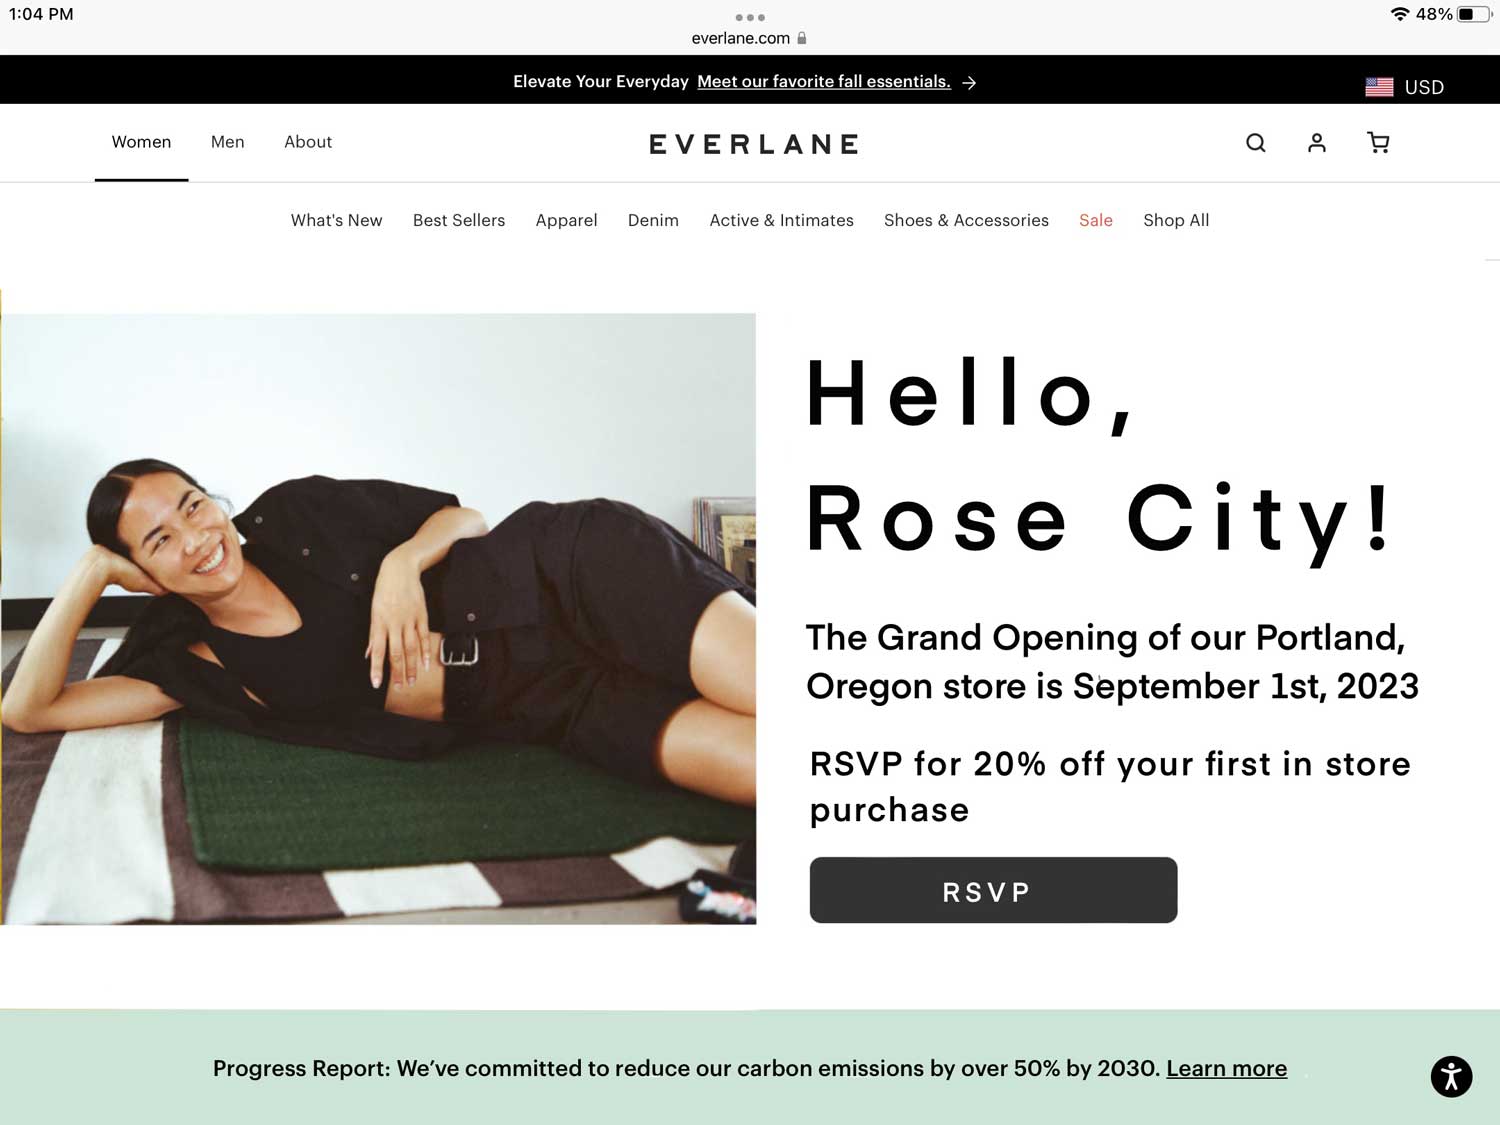 1:04 PM
48%
everlane.com
Elevate Your Everyday Meet our favorite fall essentials. →
USD
Women Men About
EVERLANE
What's New Best Sellers Apparel Denim Active & Intimates Shoes & Accessories Sale Shop All
Hello,
Rose City!
The Grand Opening of our Portland,
Oregon store is September 1st, 2023
RSVP for 20% off your first in store
purchase
RSVP
Progress Report: We’ve committed to reduce our carbon emissions by over 50% by 2030. Learn more